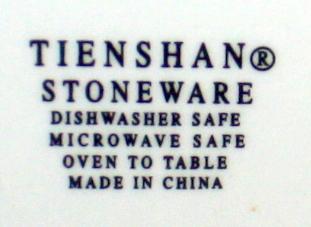 TIENSHAN®
STONEWARE
DISHWASHER SAFE
MICROWAVE SAFE
OVEN TO TABLE
MADE IN CHINA